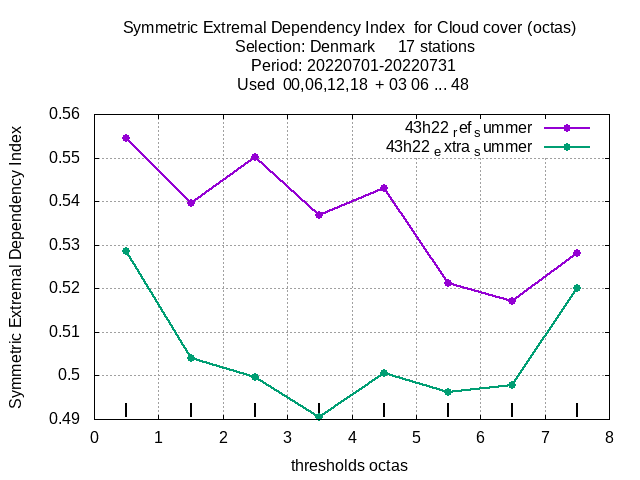 Symmetric Extremal Dependency Index  for Cloud cover (octas)
Selection: Denmark     17 stations
Period: 20220701-20220731
Used  00,06,12,18  + 03 06 ... 48
0.56
0.55
0.54
0.53
0.52
0.51
0.5
0.49
Symmetric Extremal Dependency Index
43h22 ref summer
43h22 extra summer
0 1 2 3 4 5 6 7 8
thresholds octas